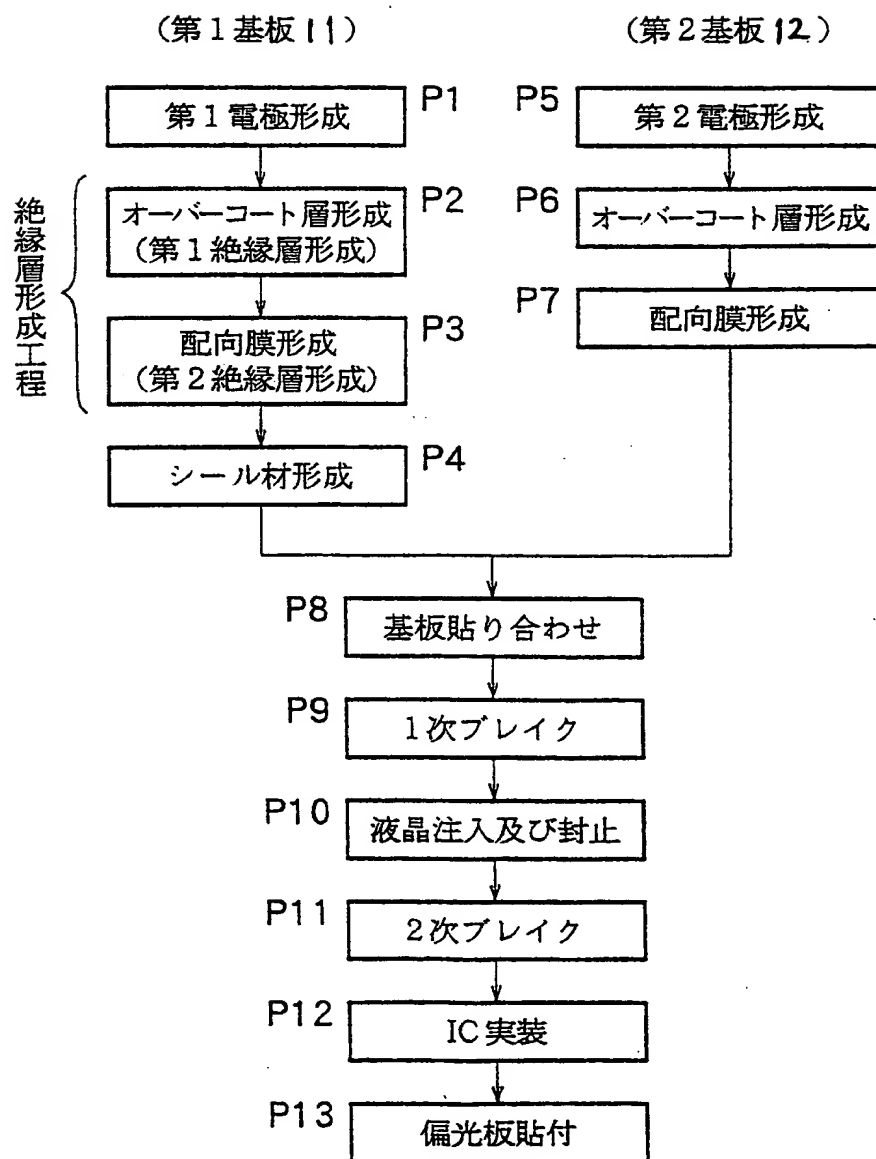 (第1基板11)
(第2基板12)
第1電極形成
P1
P5
第2電極形成
絶縁層形成工程
オーバーコート層形成
(第1絶縁層形成)
P2
P6
オーバーコート層形成
配向膜形成
(第2絶縁層形成)
P3
P7
配向膜形成
シール材形成
P4
P8
基板貼り合わせ
P9
1次ブレイク
P10
液晶注入及び封止
P11
2次ブレイク
P12
IC実装
P13
偏光板貼付